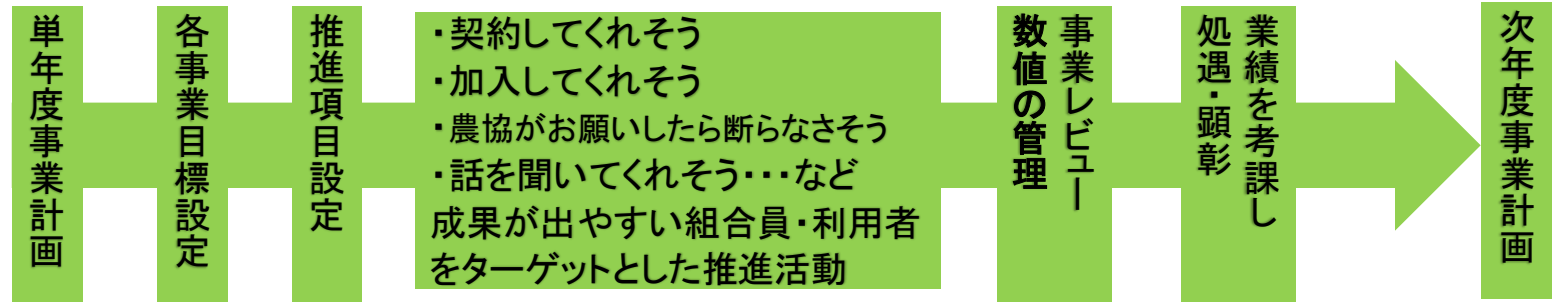 単年度事業計画
各事業目標設定
推進項目設定
・契約してくれそう
・加入してくれそう
・農協がお願いしたら断らなさそう
・話を聞いてくれそう・・・など
成果が出やすい組合員・利用者
をターゲットとした推進活動
事業レビュー
数値の管理
業績を考課し
処遇・顕彰
次年度事業計画